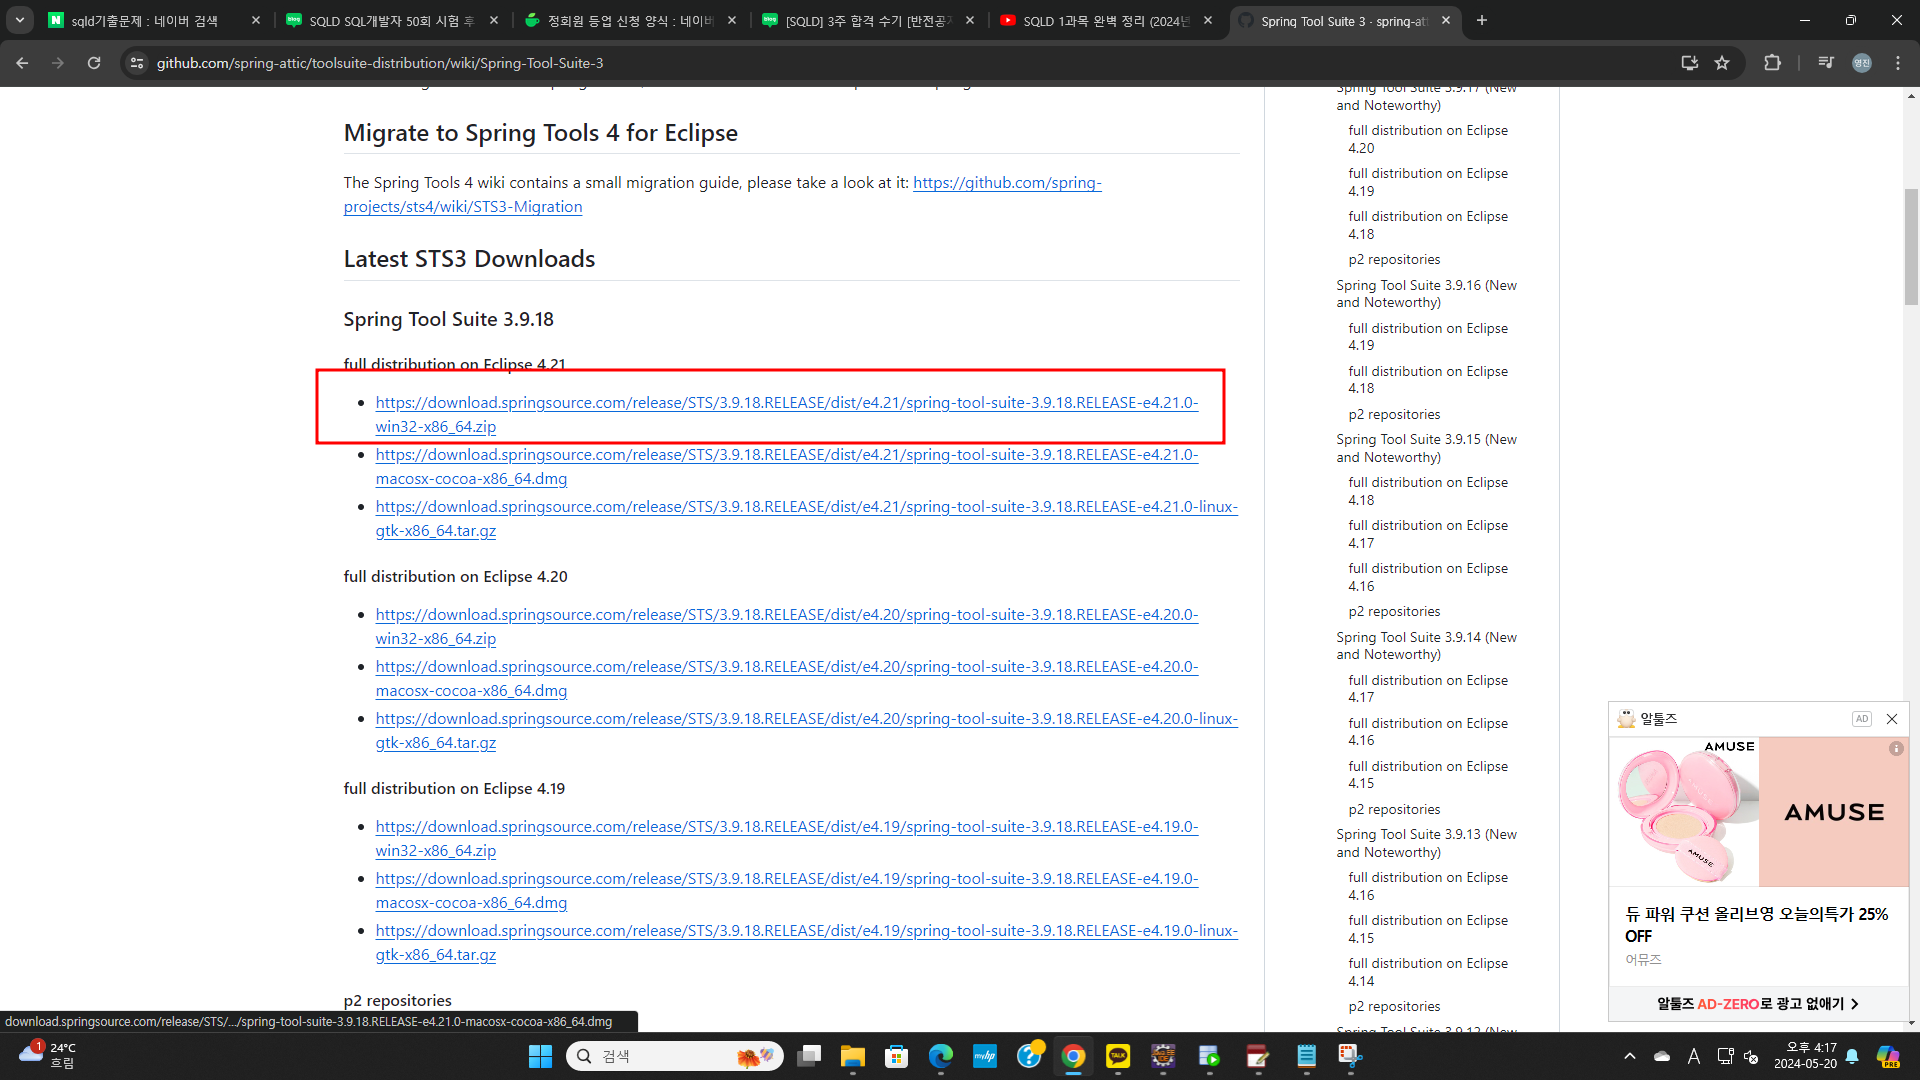 sqld기출문제 : 네이버 검색
SQLD SQL개발자 50회 시험 후
정회원 등업 신청 양식 : 네이버
[SQLD] 3주 합격 수기 [반전공자
SQLD 1과목 완벽 정리 (2024년
Spring Tool Suite 3 · spring-att
github.com/spring-attic/toolsuite-distribution/wiki/Spring-Tool-Suite-3
영진
Migrate to Spring Tools 4 for Eclipse
The Spring Tools 4 wiki contains a small migration guide, please take a look at it: https://github.com/spring-
projects/sts4/wiki/STS3-Migration
Latest STS3 Downloads
Spring Tool Suite 3.9.18
full distribution on Eclipse 4.21
https://download.springsource.com/release/STS/3.9.18.RELEASE/dist/e4.21/spring-tool-suite-3.9.18.RELEASE-e4.21.0-
win32-x86_64.zip
https://download.springsource.com/release/STS/3.9.18.RELEASE/dist/e4.21/spring-tool-suite-3.9.18.RELEASE-e4.21.0-
macosx-cocoa-x86_64.dmg
https://download.springsource.com/release/STS/3.9.18.RELEASE/dist/e4.21/spring-tool-suite-3.9.18.RELEASE-e4.21.0-linux-
gtk-x86_64.tar.gz
full distribution on Eclipse 4.20
https://download.springsource.com/release/STS/3.9.18.RELEASE/dist/e4.20/spring-tool-suite-3.9.18.RELEASE-e4.20.0-
win32-x86_64.zip
https://download.springsource.com/release/STS/3.9.18.RELEASE/dist/e4.20/spring-tool-suite-3.9.18.RELEASE-e4.20.0-
macosx-cocoa-x86_64.dmg
https://download.springsource.com/release/STS/3.9.18.RELEASE/dist/e4.20/spring-tool-suite-3.9.18.RELEASE-e4.20.0-linux-
gtk-x86_64.tar.gz
full distribution on Eclipse 4.19
https://download.springsource.com/release/STS/3.9.18.RELEASE/dist/e4.19/spring-tool-suite-3.9.18.RELEASE-e4.19.0-
win32-x86_64.zip
https://download.springsource.com/release/STS/3.9.18.RELEASE/dist/e4.19/spring-tool-suite-3.9.18.RELEASE-e4.19.0-
macosx-cocoa-x86_64.dmg
https://download.springsource.com/release/STS/3.9.18.RELEASE/dist/e4.19/spring-tool-suite-3.9.18.RELEASE-e4.19.0-linux-
gtk-x86_64.tar.gz
p2 repositories
Spring Tool Suite 3.9.17 (New
and Noteworthy)
full distribution on Eclipse
4.20
full distribution on Eclipse
4.19
full distribution on Eclipse
4.18
p2 repositories
Spring Tool Suite 3.9.16 (New
and Noteworthy)
full distribution on Eclipse
4.19
full distribution on Eclipse
4.18
p2 repositories
Spring Tool Suite 3.9.15 (New
and Noteworthy)
full distribution on Eclipse
4.18
full distribution on Eclipse
4.17
full distribution on Eclipse
4.16
p2 repositories
Spring Tool Suite 3.9.14 (New
and Noteworthy)
full distribution on Eclipse
4.17
full distribution on Eclipse
4.16
full distribution on Eclipse
4.15
p2 repositories
Spring Tool Suite 3.9.13 (New
and Noteworthy)
full distribution on Eclipse
4.16
full distribution on Eclipse
4.15
full distribution on Eclipse
4.14
p2 repositories
Spring Tool Suite 3.9.12 (New
알툴즈
AD
AMUSE
AMUSE
AMUSE
듀 파워 쿠션 올리브영 오늘의특가 25%
OFF
어뮤즈
알툴즈 AD-ZERO로 광고 없애기
download.springsource.com/release/STS/.../spring-tool-suite-3.9.18.RELEASE-e4.21.0-macosx-cocoa-x86_64.dmg
1
24°C
흐림
검색
myhp
TALK
A
오후 4:17
2024-05-20
PRE